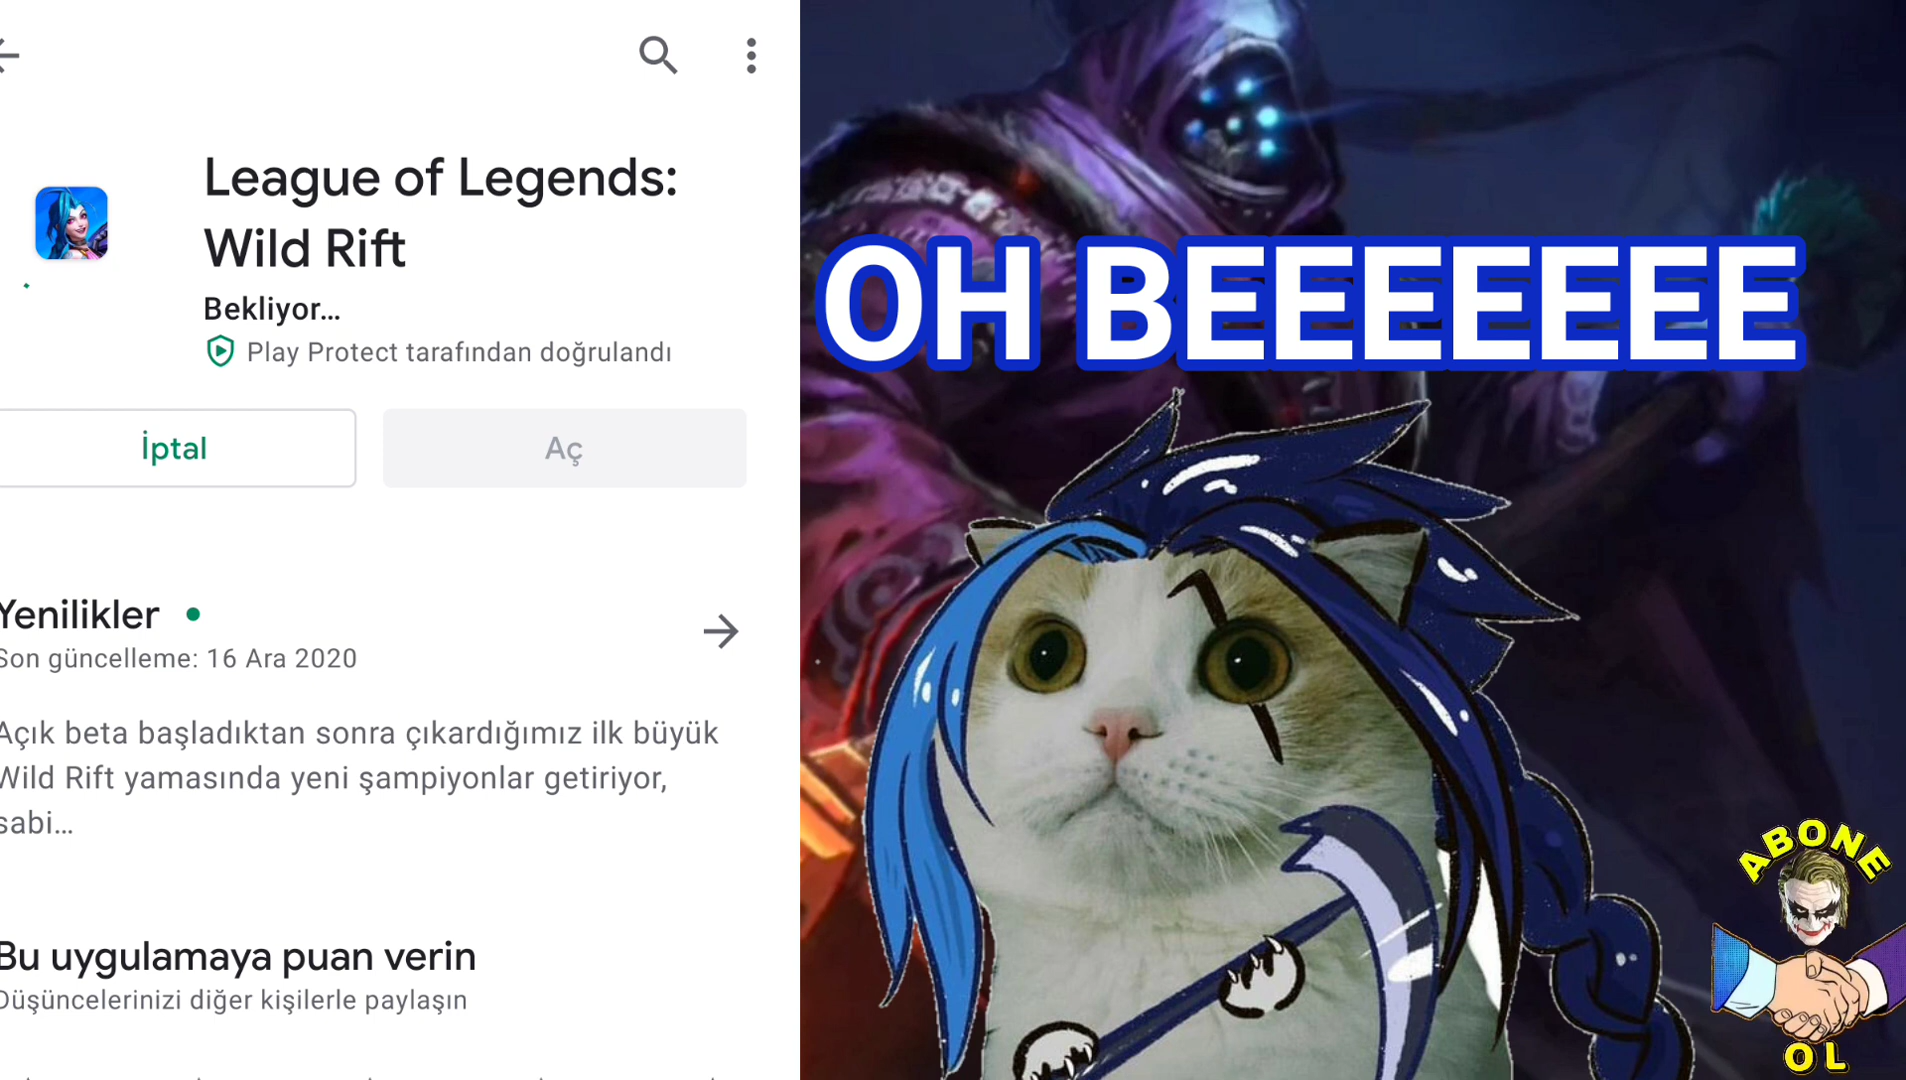 League of Legends:
Wild Rift
Bekliyor...
Play Protect tarafından doğrulandı
İptal
Aç
Yenilikler
Son güncelleme: 16 Ara 2020
Açık beta başladıktan sonra çıkardığımız ilk büyük
Wild Rift yamasında yeni şampiyonlar getiriyor,
sabi...
Bu uygulamaya puan verin
Düşüncelerinizi diğer kişilerle paylaşın
OH BEEEEEEE
ABONE
OL